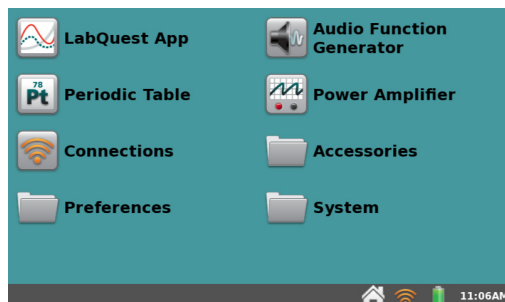 LabQuest App
Audio Function
Generator
78
Pt
Periodic Table
Power Amplifier
Connections
Accessories
Preferences
System
11:06AM